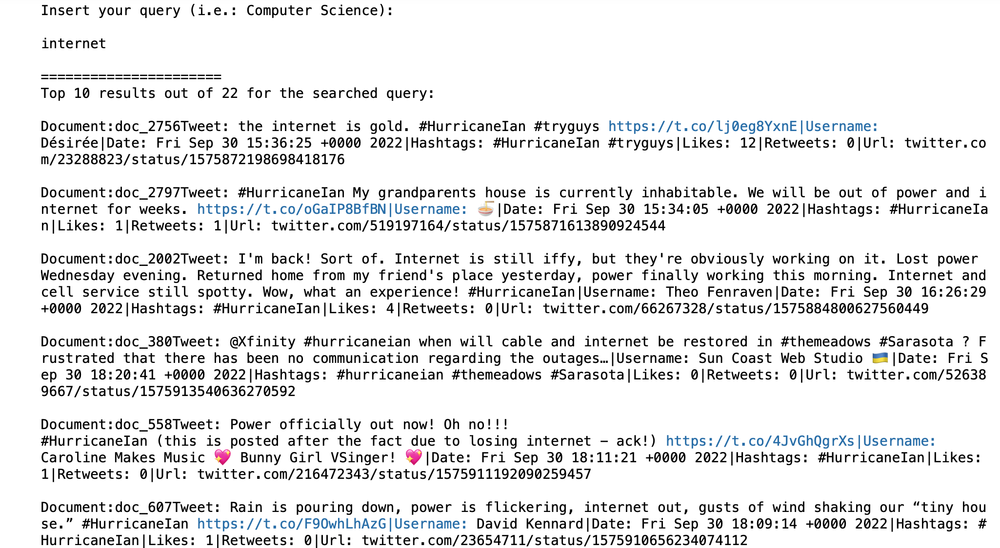 Insert your query (i.e.: Computer Science):
internet
======================
Top 10 results out of 22 for the searched query:
Document:doc_2756Tweet: the internet is gold. #HurricaneIan #tryguys https://t.co/lj0eg8YxnE|Username:
Désirée|Date: Fri Sep 30 15:36:25 +0000 2022|Hashtags: #HurricaneIan #tryguys|Likes: 12|Retweets: 0|Url: twitter.co
m/23288823/status/1575872198698418176
Document:doc_2797Tweet: #HurricaneIan My grandparents house is currently inhabitable. We will be out of power and i
nternet for weeks. https://t.co/oGaIP8BfBN|Username: 🍜|Date: Fri Sep 30 15:34:05 +0000 2022|Hashtags: #HurricaneIa
n|Likes: 1|Retweets: 1|Url: twitter.com/519197164/status/1575871613890924544
Document:doc_2002Tweet: I'm back! Sort of. Internet is still iffy, but they're obviously working on it. Lost power
Wednesday evening. Returned home from my friend's place yesterday, power finally working this morning. Internet and
cell service still spotty. Wow, what an experience! #HurricaneIan|Username: Theo Fenraven|Date: Fri Sep 30 16:26:29
+0000 2022|Hashtags: #HurricaneIan|Likes: 4|Retweets: 0|Url: twitter.com/66267328/status/1575884800627560449
Document:doc_380Tweet: @Xfinity #hurricaneian when will cable and internet be restored in #themeadows #Sarasota ? F
rustrated that there has been no communication regarding the outages…|Username: Sun Coast Web Studio 🇺🇦|Date: Fri S
ep 30 18:20:41 +0000 2022|Hashtags: #hurricaneian #themeadows #Sarasota|Likes: 0|Retweets: 0|Url: twitter.com/52638
9667/status/1575913540636270592
Document:doc_558Tweet: Power officially out now! Oh no!!!
#HurricaneIan (this is posted after the fact due to losing internet – ack!) https://t.co/4JvGhQgrXs|Username:
Caroline Makes Music 💖 Bunny Girl VSinger! 💖|Date: Fri Sep 30 18:11:21 +0000 2022|Hashtags: #HurricaneIan|Likes:
1|Retweets: 0|Url: twitter.com/216472343/status/1575911192090259457
Document:doc_607Tweet: Rain is pouring down, power is flickering, internet out, gusts of wind shaking our “tiny hou
se.” #HurricaneIan https://t.co/F9OwhLhAzG|Username: David Kennard|Date: Fri Sep 30 18:09:14 +0000 2022|Hashtags: #
HurricaneIan|Likes: 1|Retweets: 0|Url: twitter.com/23654711/status/1575910656234074112